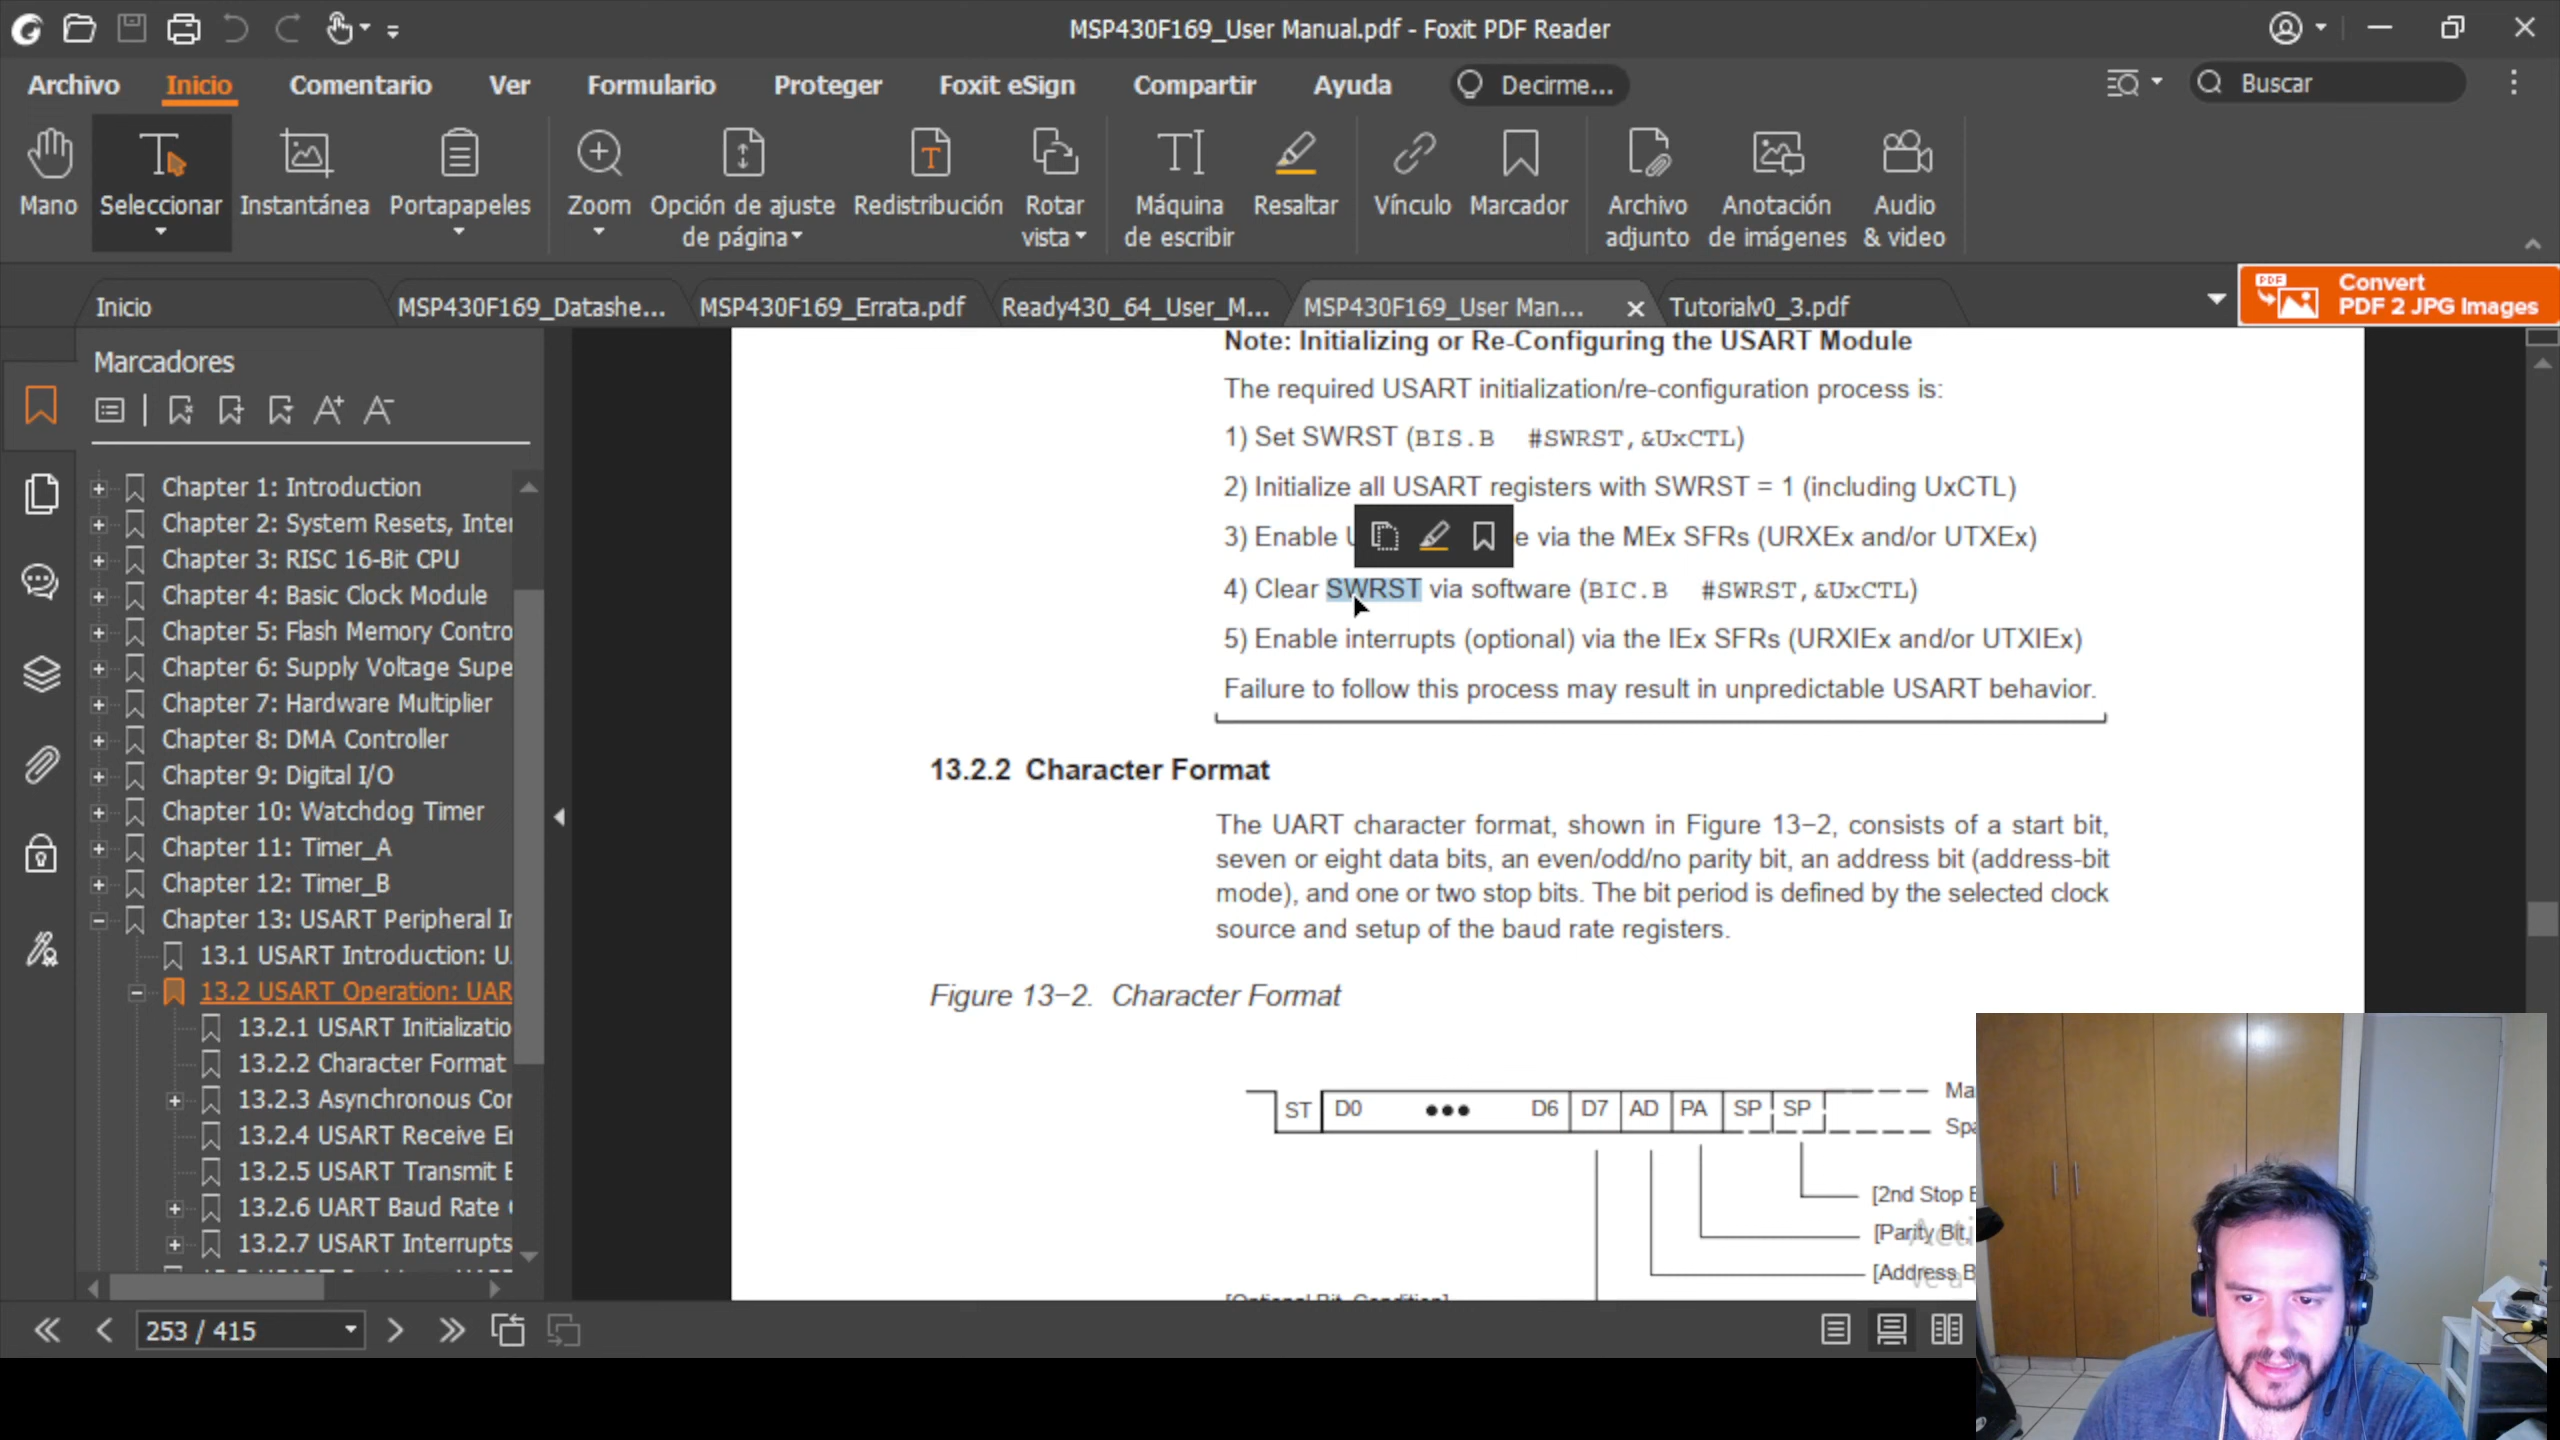 MSP430F169_User Manual.pdf - Foxit PDF Reader
Archivo Inicio Comentario Ver Formulario Proteger Foxit eSign Compartir Ayuda Decirme... Buscar
Mano Seleccionar Instantánea Portapapeles Zoom Opción de ajuste de página Redistribución Rotar vista Máquina de escribir Resaltar Vínculo Marcador Archivo adjunto Anotación de imágenes Audio & video
Inicio MSP430F169_Datashe... MSP430F169_Errata.pdf Ready430_64_User_M... MSP430F169_User Man... Tutorialv0_3.pdf
PDF Convert
PDF 2 JPG Images
Marcadores
Chapter 1: Introduction
Chapter 2: System Resets, Inter
Chapter 3: RISC 16-Bit CPU
Chapter 4: Basic Clock Module
Chapter 5: Flash Memory Contro
Chapter 6: Supply Voltage Supe
Chapter 7: Hardware Multiplier
Chapter 8: DMA Controller
Chapter 9: Digital I/O
Chapter 10: Watchdog Timer
Chapter 11: Timer_A
Chapter 12: Timer_B
Chapter 13: USART Peripheral
13.1 USART Introduction: U
13.2 USART Operation: UAR
13.2.1 USART Initializatio
13.2.2 Character Format
13.2.3 Asynchronous Cor
13.2.4 USART Receive
13.2.5 USART Transmit
13.2.6 UART Baud Rate
13.2.7 USART Interrupts
Note: Initializing or Re-Configuring the USART Module
The required USART initialization/re-configuration process is:
1) Set SWRST (BIS.B #SWRST,&UxCTL)
2) Initialize all USART registers with SWRST = 1 (including UxCTL)
3) Enable e via the MEx SFRs (URXEx and/or UTXEx)
4) Clear SWRST via software (BIC.B #SWRST,&UxCTL)
5) Enable interrupts (optional) via the IEx SFRs (URXIEx and/or UTXIEx)
Failure to follow this process may result in unpredictable USART behavior.
13.2.2 Character Format
The UART character format, shown in Figure 13−2, consists of a start bit,
seven or eight data bits, an even/odd/no parity bit, an address bit (address-bit
mode), and one or two stop bits. The bit period is defined by the selected clock
source and setup of the baud rate registers.
Figure 13−2. Character Format
ST D0 ••• D6 D7 AD PA SP SP
Ma
Spa
[2nd Stop B
[Parity Bit,
[Address B
[Optional Bit, Condition]
253 / 415